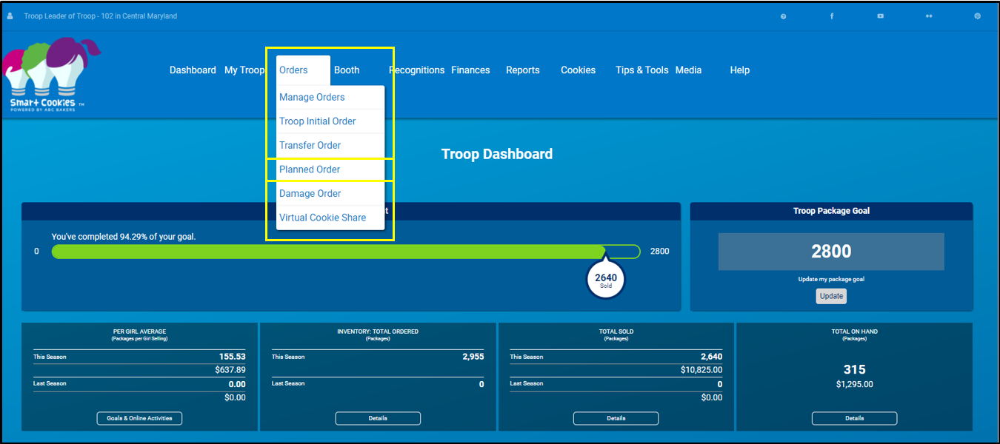 Troop Leader of Troop - 102 in Central Maryland
Smart Cookies TM
POWERED BY ABC BAKERS
Dashboard My Troop Orders Booth Recognitions Finances Reports Cookies Tips & Tools Media Help
Manage Orders
Troop Initial Order
Transfer Order
Planned Order
Damage Order
Virtual Cookie Share
Troop Dashboard
t
You've completed 94.29% of your goal.
0 2800
2640
Sold
Troop Package Goal
2800
Update my package goal
Update
PER GIRL AVERAGE
(Packages per Girl Selling)
This Season 155.53
$637.89
Last Season 0.00
$0.00
Goals & Online Activities
INVENTORY: TOTAL ORDERED
(Packages)
This Season 2,955
Last Season 0
Details
TOTAL SOLD
(Packages)
This Season 2,640
$10,825.00
Last Season 0
$0.00
Details
TOTAL ON HAND
(Packages)
315
$1,295.00
Details